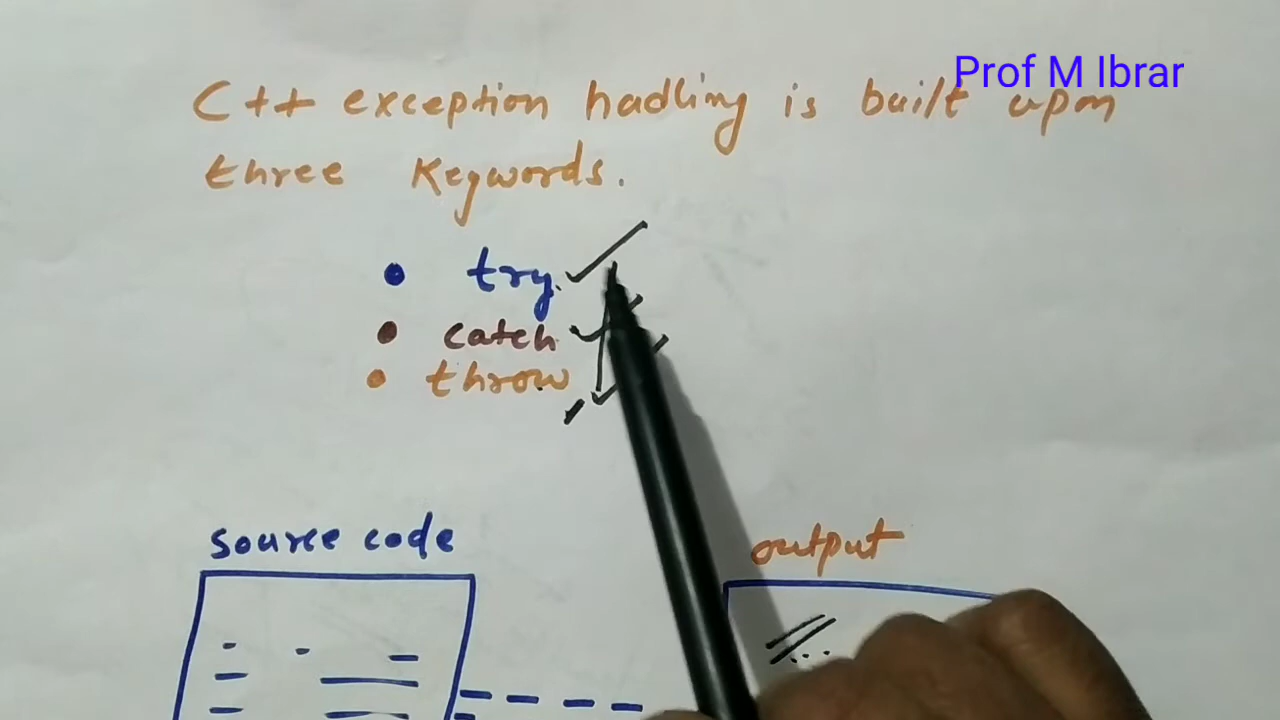 Prof M Ibrar
C++ exception hadling is built upon
three Keywords.
• try.
• catch
• throw
source code
output